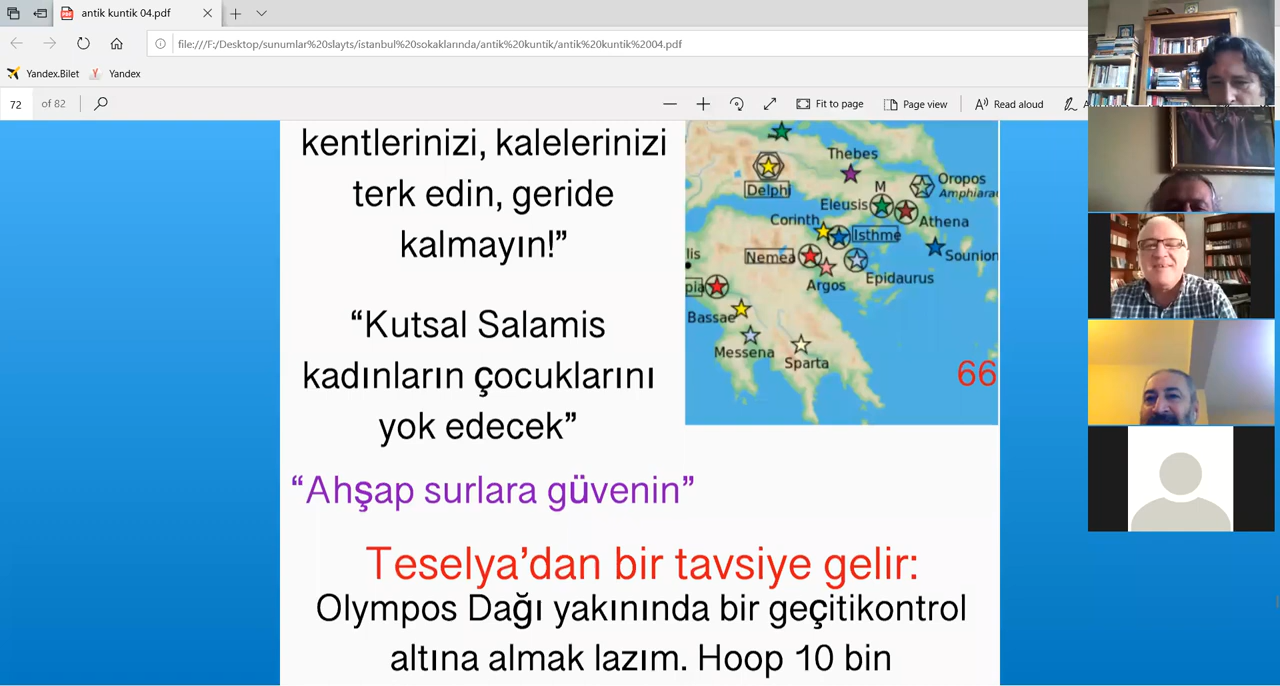 antik kuntik 04.pdf
file:///F:/Desktop/sunumlar%20slayts/istanbul%20sokaklarında/antik%20kuntik/antik%20kuntik%2004.pdf
Yandex.Bilet Yandex
72 of 82 Fit to page Page view Read aloud
kentlerinizi, kalelerinizi
terk edin, geride
kalmayın!”
“Kutsal Salamis
kadınların çocuklarını
yok edecek”
“Ahşap surlara güvenin”
Teselya’dan bir tavsiye gelir:
Olympos Dağı yakınında bir geçitikontrol
altına almak lazım. Hoop 10 bin
Thebes
Delphi
M
Oropos
Amphiarau
Eleusis
Athena
Corinth
Isthme
Sounion
lis
Nemea
Epidaurus
pia
Argos
Bassae
Messena
Sparta
66